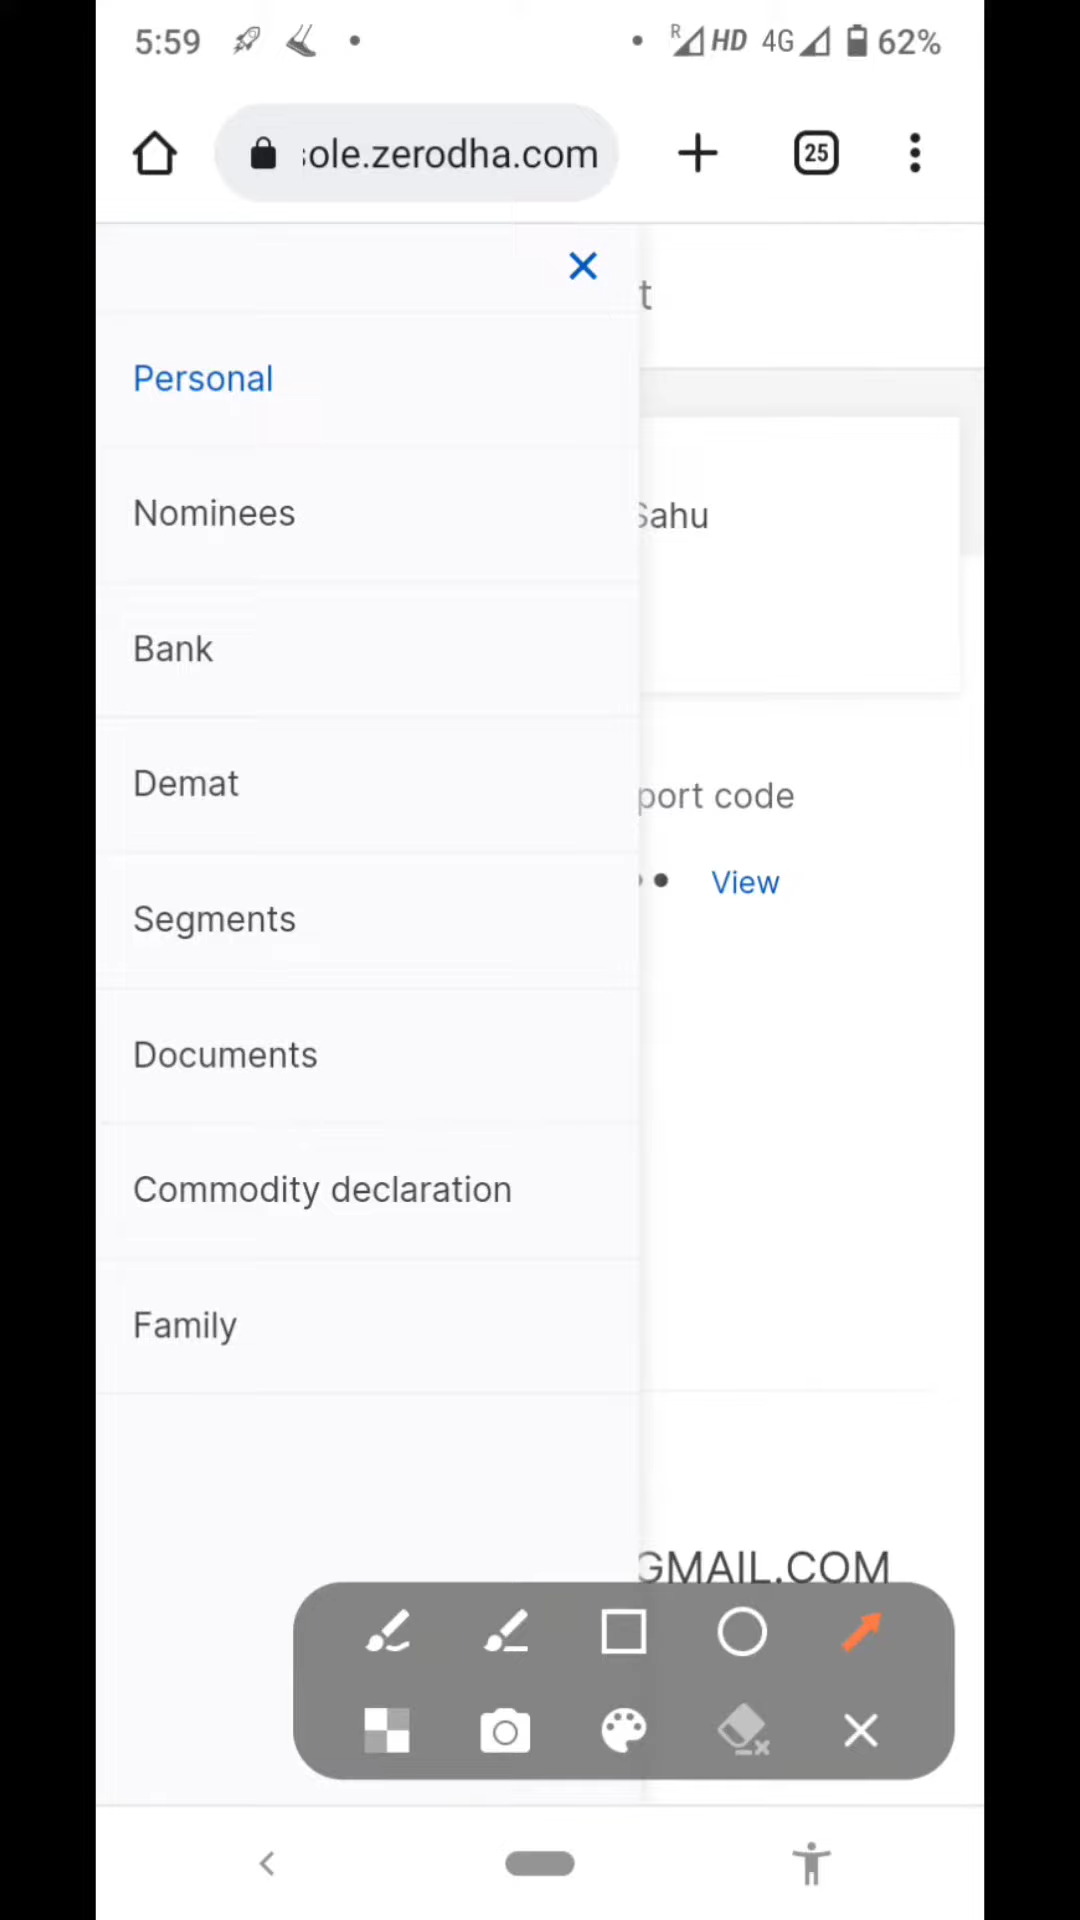 5:59 R HD 4G 62%
sole.zerodha.com 25
t
Personal
Nominees
Sahu
Bank
Demat
port code
View
Segments
Documents
Commodity declaration
Family
GMAIL.COM